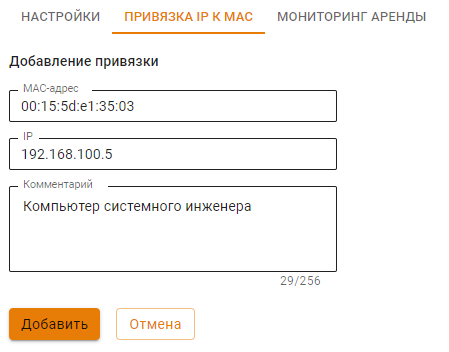 НАСТРОЙКИ ПРИВЯЗКА IP К MAC МОНИТОРИНГ АРЕНДЫ
Добавление привязки
MAC-адрес
00:15:5d:e1:35:03
IP
192.168.100.5
Комментарий
Компьютер системного инженера
29/256
Добавить Отмена